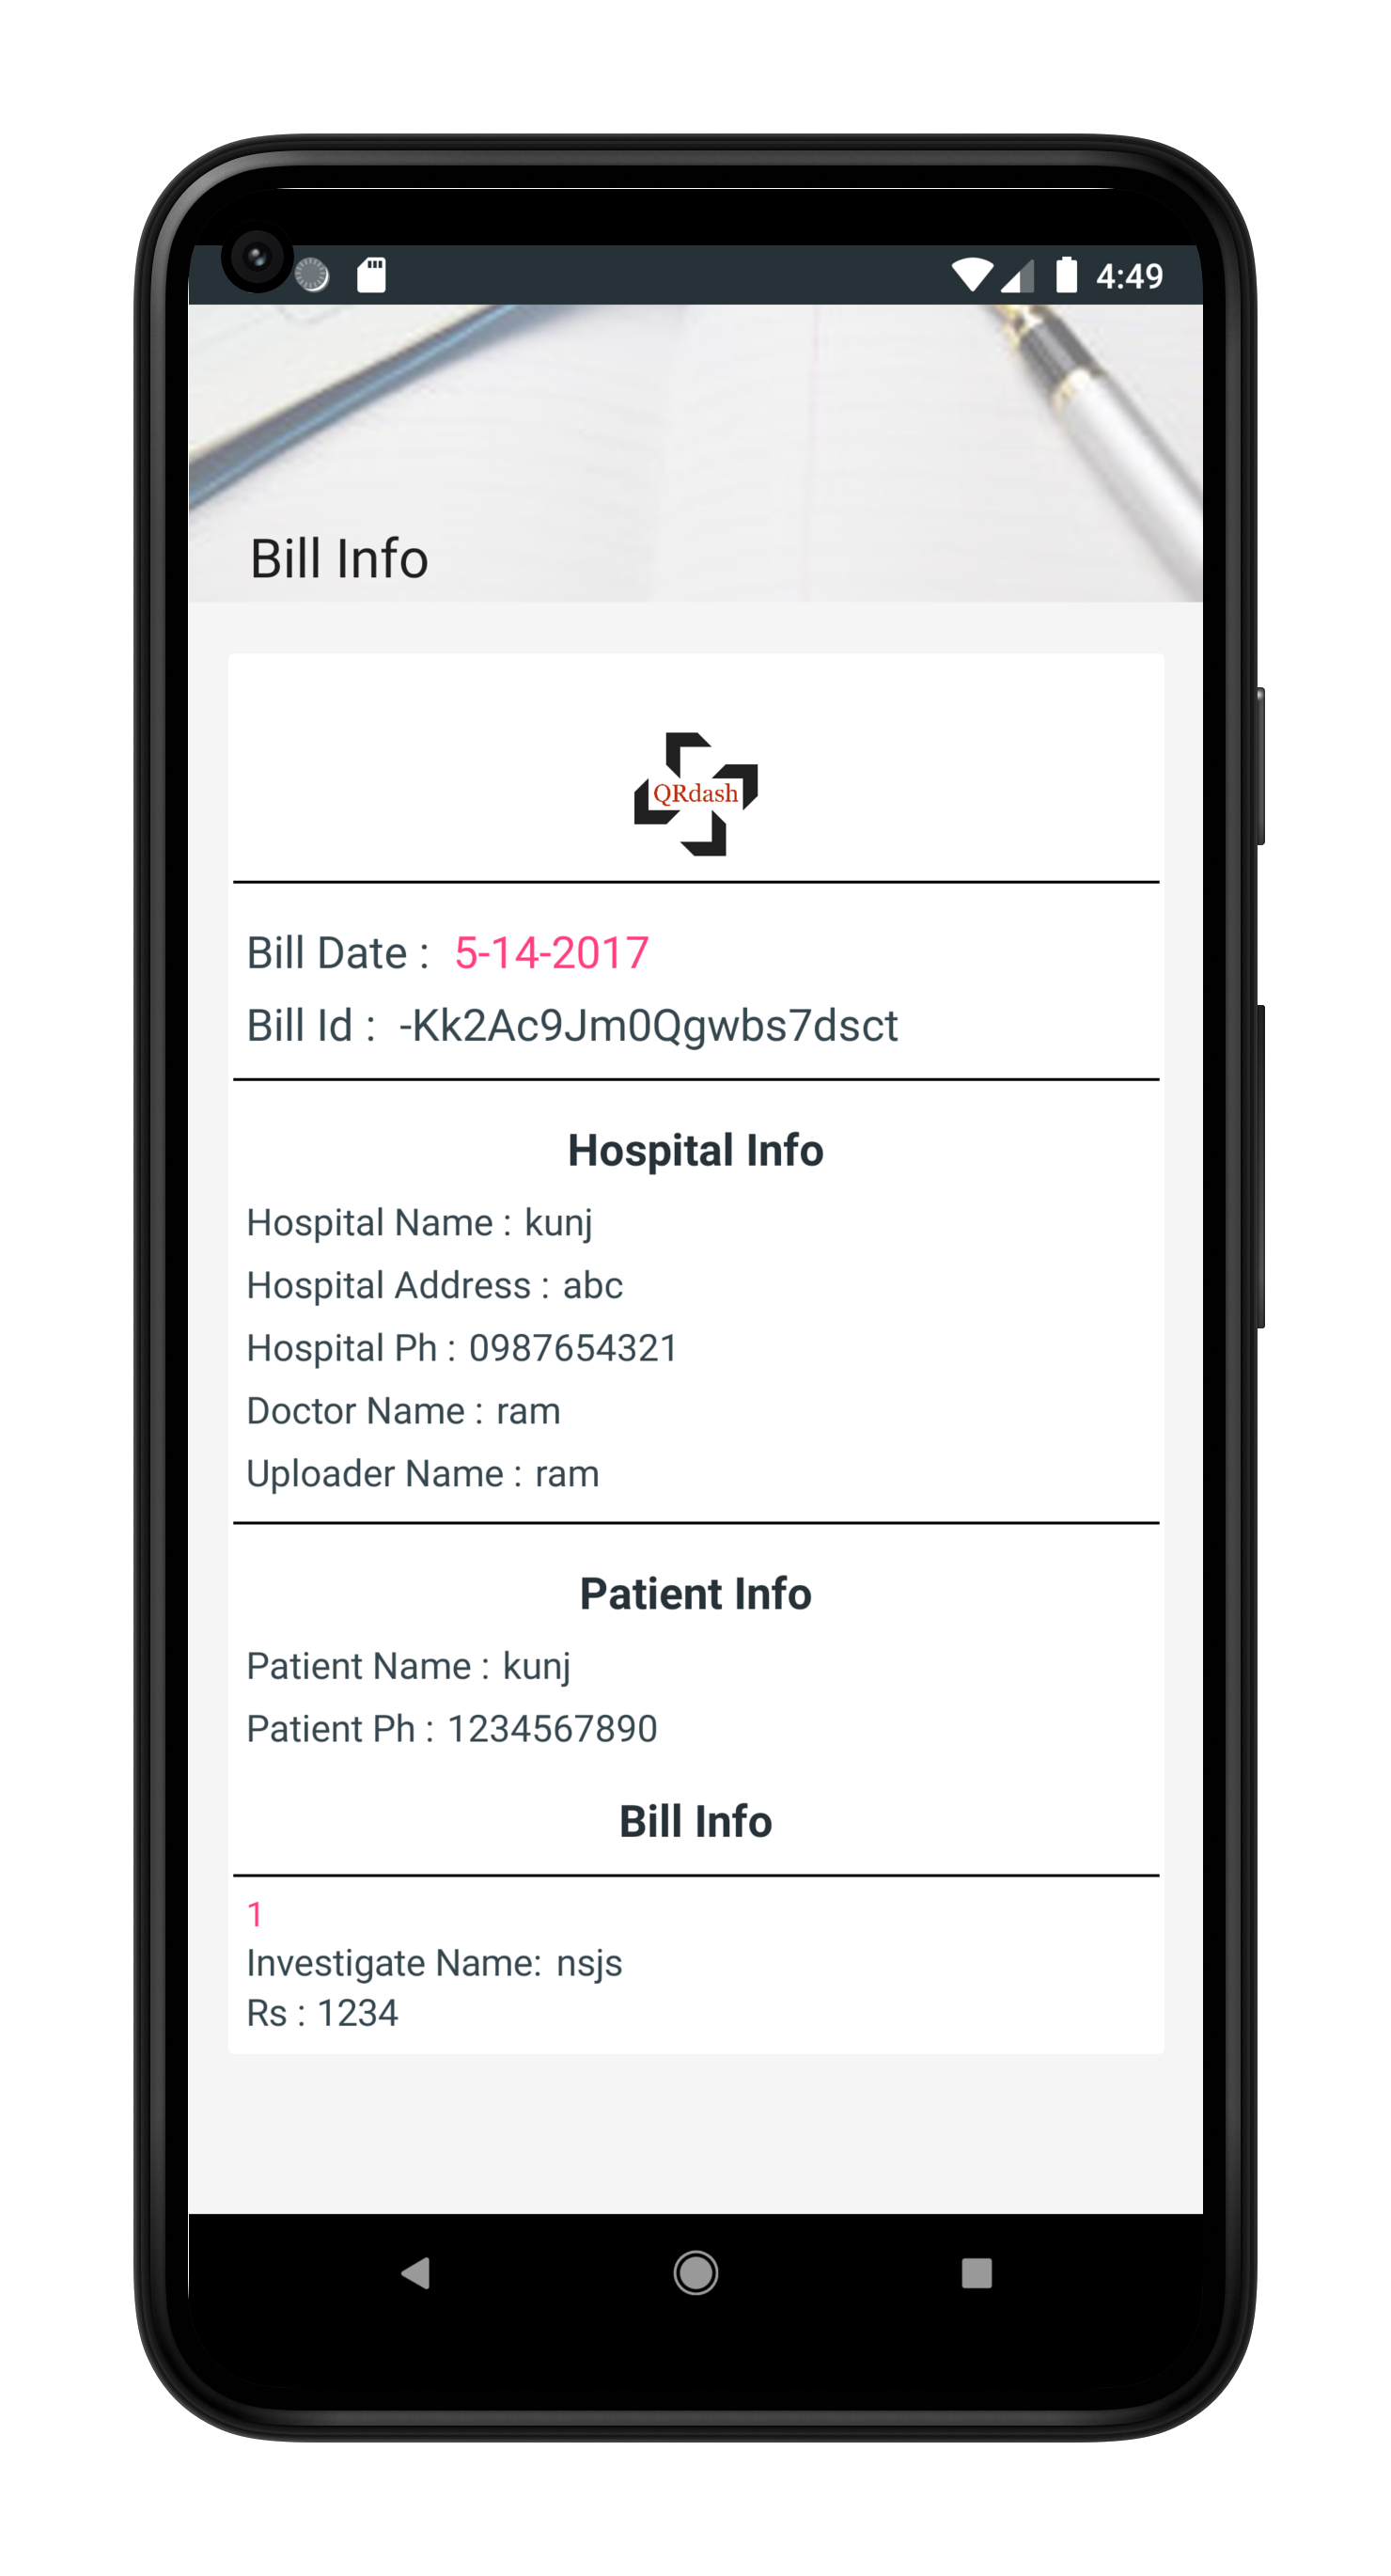 4:49
Bill Info
QRdash
Bill Date : 5-14-2017
Bill Id : -Kk2Ac9Jm0Qgwbs7dsct
Hospital Info
Hospital Name : kunj
Hospital Address : abc
Hospital Ph : 0987654321
Doctor Name : ram
Uploader Name : ram
Patient Info
Patient Name : kunj
Patient Ph : 1234567890
Bill Info
1
Investigate Name: nsjs
Rs : 1234